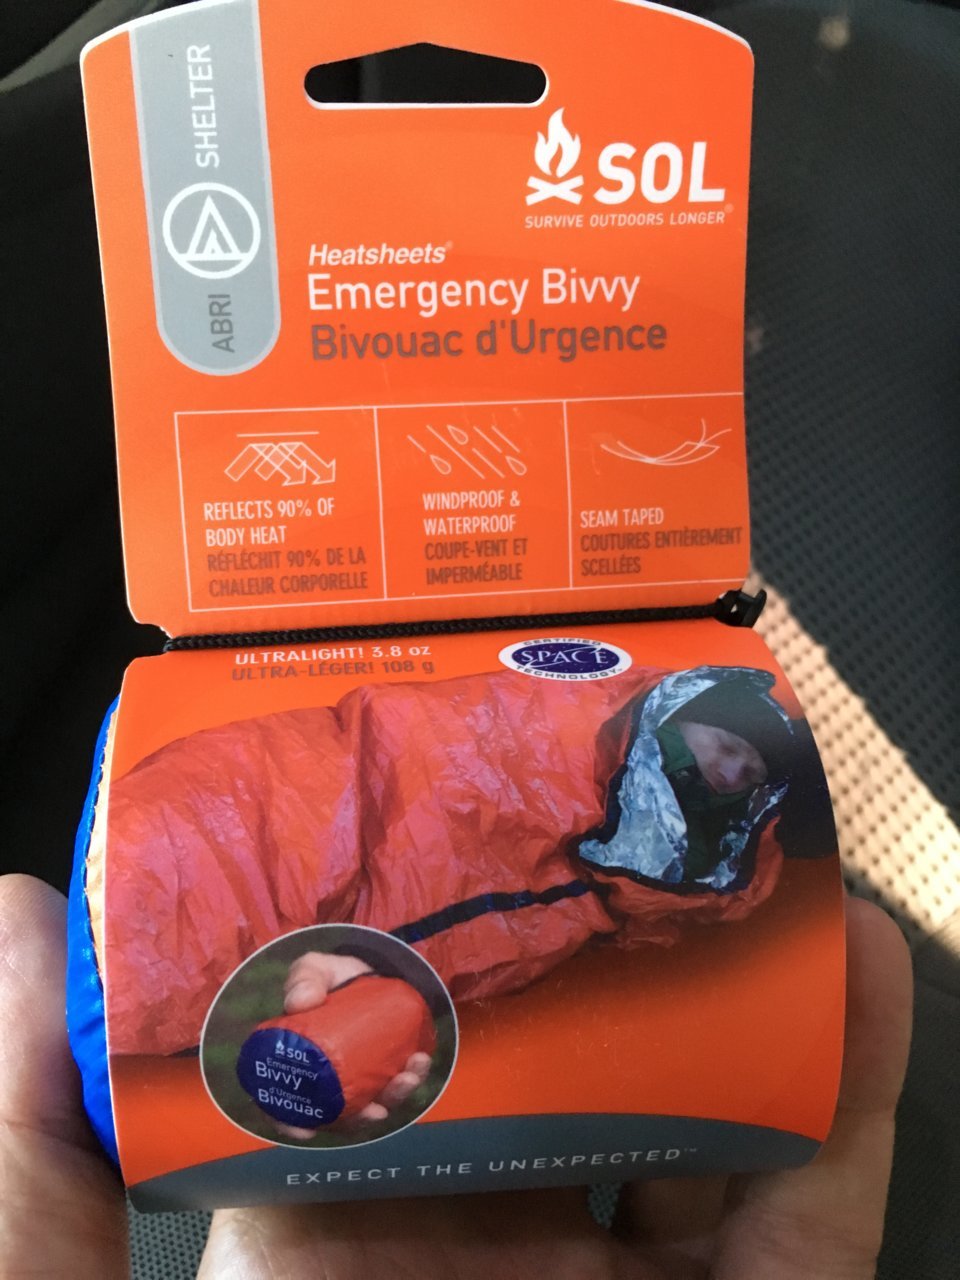 SHELTER
ABRI
SOL
SURVIVE OUTDOORS LONGER®
Heatsheets®
Emergency Bivvy
Bivouac d'Urgence
REFLECTS 90% OF
BODY HEAT
RÉFLÉCHIT 90% DE LA
CHALEUR CORPORELLE
WINDPROOF &
WATERPROOF
COUPE-VENT ET
IMPERMÉABLE
SEAM TAPED
COUTURES ENTIÈREMENT
SCELLÉES
ULTRALIGHT! 3.8 oz
ULTRA-LÉGER! 108 g
CERTIFIED
SPACE
TECHNOLOGY
SOL
Emergency
Bivvy
d'Urgence
Bivouac
EXPECT THE UNEXPECTED™